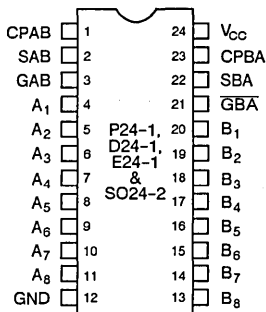 CPAB 1 24 VCC
SAB 2 23 CPBA
GAB 3 22 SBA
A1 4 21 GBA
A2 5 P24-1, 20 B1
A3 6 D24-1, 19 B2
A4 7 E24-1 18 B3
A5 8 & 17 B4
A6 9 SO24-2 16 B5
A7 10 15 B6
A8 11 14 B7
GND 12 13 B8